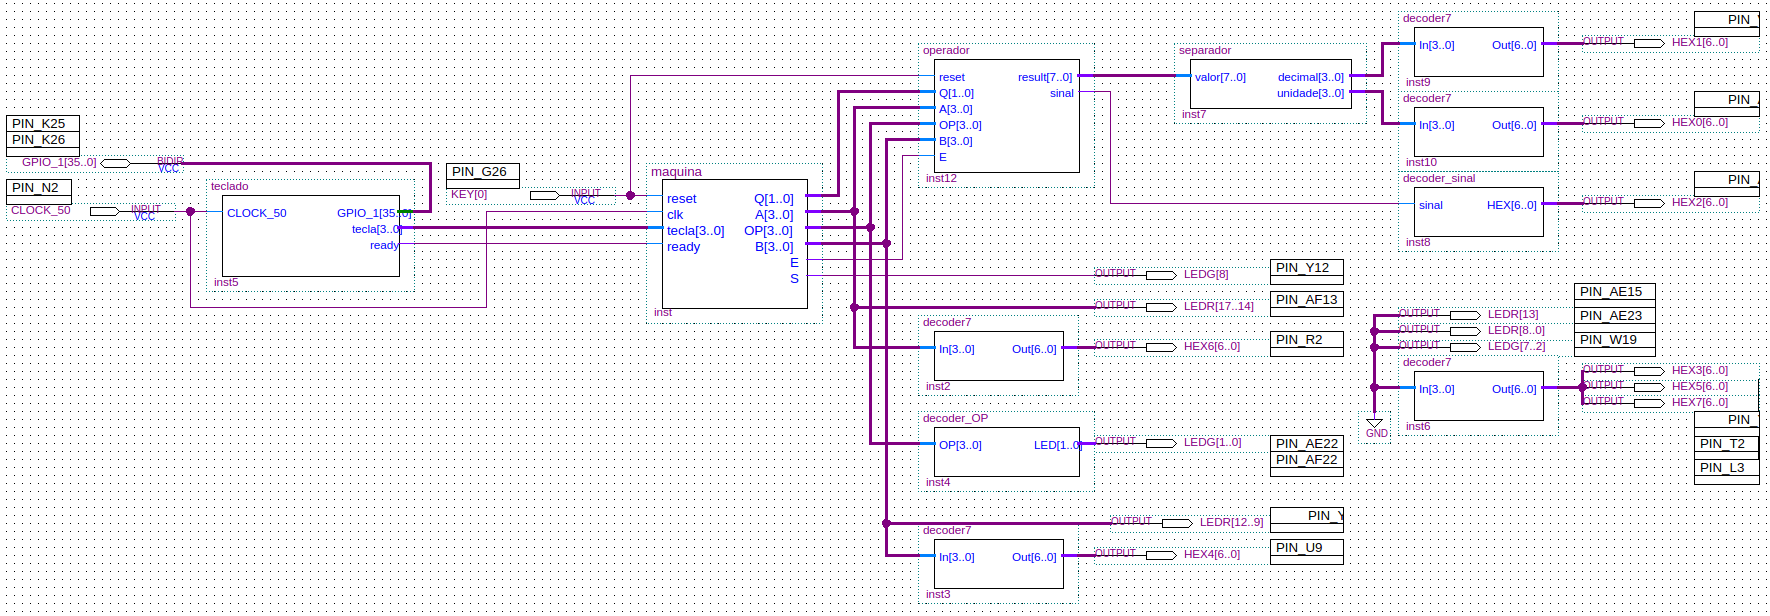 PIN_K25
PIN_K26
GPIO_1[35..0]
BIDIR
VCC
PIN_N2
CLOCK_50
INPUT
VCC
teclado
CLOCK_50
GPIO_1[35..0]
tecla[3..0]
ready
inst5
PIN_G26
KEY[0]
INPUT
VCC
maquina
reset
clk
tecla[3..0]
ready
Q[1..0]
A[3..0]
OP[3..0]
B[3..0]
E
S
inst
operador
reset
Q[1..0]
A[3..0]
OP[3..0]
B[3..0]
E
result[7..0]
sinal
inst12
separador
valor[7..0]
decimal[3..0]
unidade[3..0]
inst7
decoder7
In[3..0]
Out[6..0]
inst9
OUTPUT
HEX1[6..0]
PIN_
decoder7
In[3..0]
Out[6..0]
inst10
OUTPUT
HEX0[6..0]
PIN_
decoder_sinal
sinal
HEX[6..0]
inst8
OUTPUT
HEX2[6..0]
PIN_
OUTPUT
LEDG[8]
PIN_Y12
OUTPUT
LEDR[17..14]
PIN_AF13
decoder7
In[3..0]
Out[6..0]
inst2
OUTPUT
HEX6[6..0]
PIN_R2
decoder_OP
OP[3..0]
LED[1..0]
inst4
OUTPUT
LEDG[1..0]
PIN_AE22
PIN_AF22
OUTPUT
LEDR[12..9]
PIN_Y
decoder7
In[3..0]
Out[6..0]
inst3
OUTPUT
HEX4[6..0]
PIN_U9
PIN_AE15
PIN_AE23
PIN_W19
OUTPUT
LEDR[13]
OUTPUT
LEDR[8..0]
OUTPUT
LEDG[7..2]
GND
decoder7
In[3..0]
Out[6..0]
inst6
OUTPUT
HEX3[6..0]
OUTPUT
HEX5[6..0]
OUTPUT
HEX7[6..0]
PIN_
PIN_T2
PIN_L3